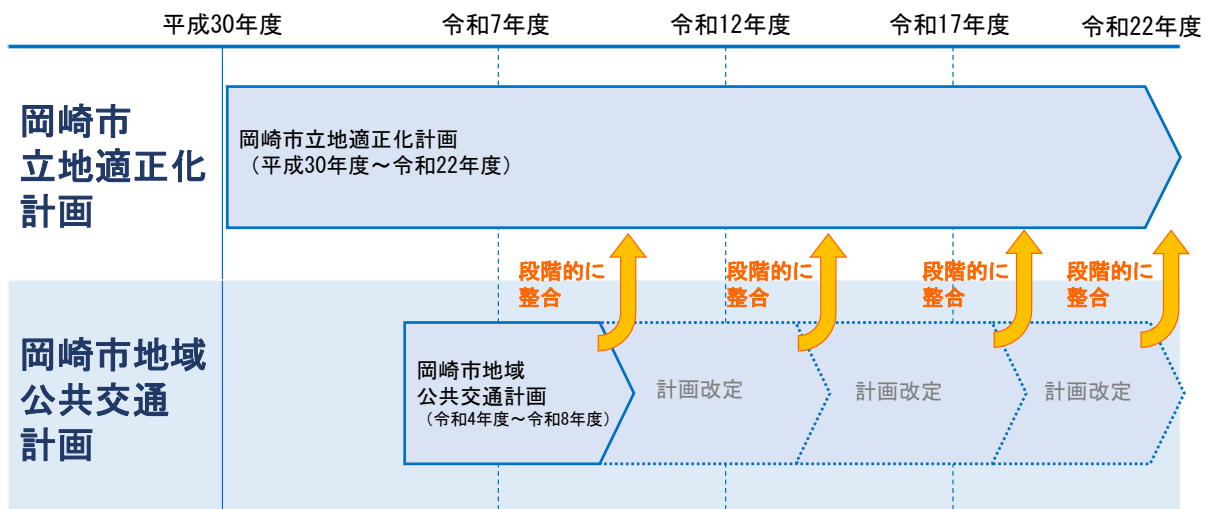 平成30年度
令和7年度
令和12年度
令和17年度
令和22年度
岡崎市
立地適正化
計画
岡崎市立地適正化計画
（平成30年度～令和22年度）
段階的に
整合
段階的に
整合
段階的に
整合
段階的に
整合
岡崎市地域
公共交通
計画
岡崎市地域
公共交通計画
（令和4年度～令和8年度）
計画改定
計画改定
計画改定